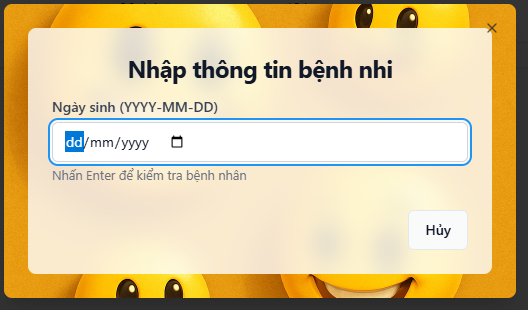 Nhập thông tin bệnh nhi
Ngày sinh (YYYY-MM-DD)
dd/mm/yyyy
Nhấn Enter để kiểm tra bệnh nhân
Hủy